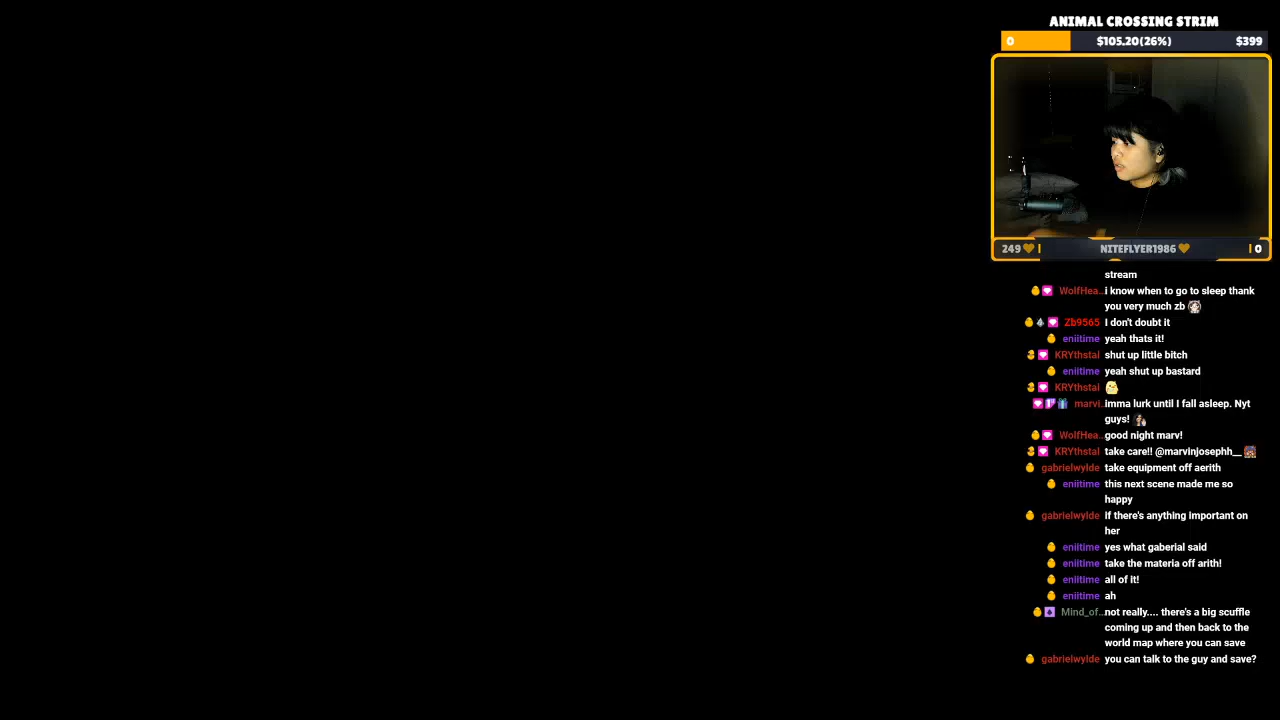 ANIMAL CROSSING STRIM
0 $105.20(26%) $399
249 NITEFLYER1986 0
stream
WolfHea... i know when to go to sleep thank
you very much zb
Zb9565 I don't doubt it
eniitime yeah thats it!
KRYthstal shut up little bitch
eniitime yeah shut up bastard
KRYthstal
marvi... imma lurk until I fall asleep. Nyt
guys!
WolfHea... good night marv!
KRYthstal take care!! @marvinjosephh__
gabrielwylde take equipment off aerith
eniitime this next scene made me so
happy
gabrielwylde If there's anything important on
her
eniitime yes what gaberial said
eniitime take the materia off arith!
eniitime all of it!
eniitime ah
Mind_of... not really.... there's a big scuffle
coming up and then back to the
world map where you can save
gabrielwylde you can talk to the guy and save?